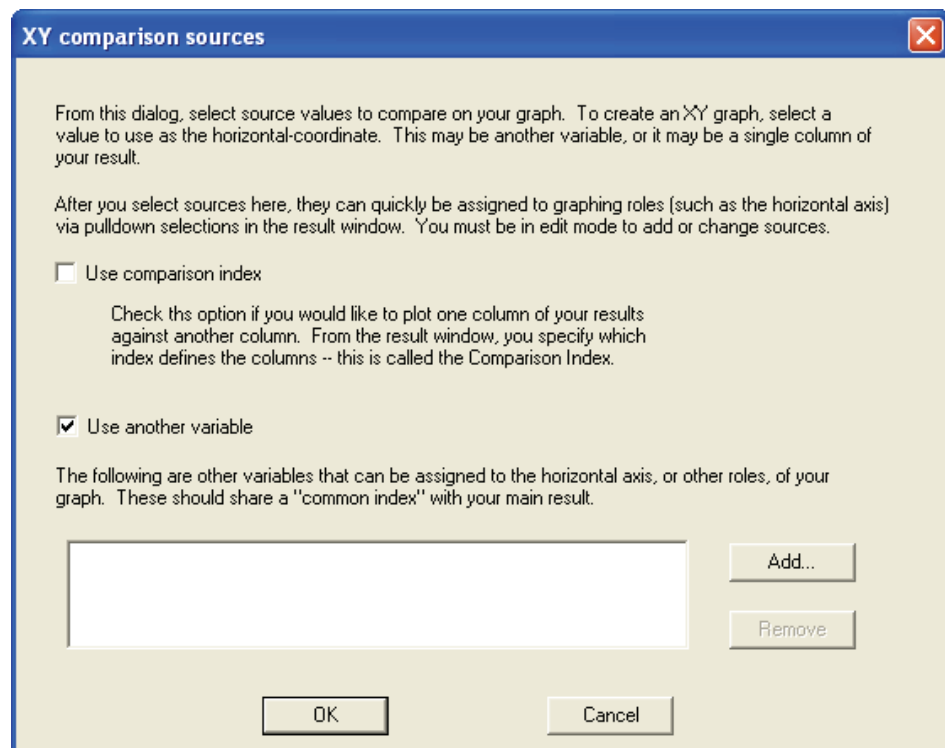 XY comparison sources
From this dialog, select source values to compare on your graph.  To create an XY graph, select a
value to use as the horizontal-coordinate.  This may be another variable, or it may be a single column of
your result.
After you select sources here, they can quickly be assigned to graphing roles (such as the horizontal axis)
via pulldown selections in the result window.  You must be in edit mode to add or change sources.
Use comparison index
Check ths option if you would like to plot one column of your results
against another column.  From the result window, you specify which
index defines the columns -- this is called the Comparison Index.
Use another variable
The following are other variables that can be assigned to the horizontal axis, or other roles, of your
graph.  These should share a "common index" with your main result.
Add...
Remove
OK
Cancel